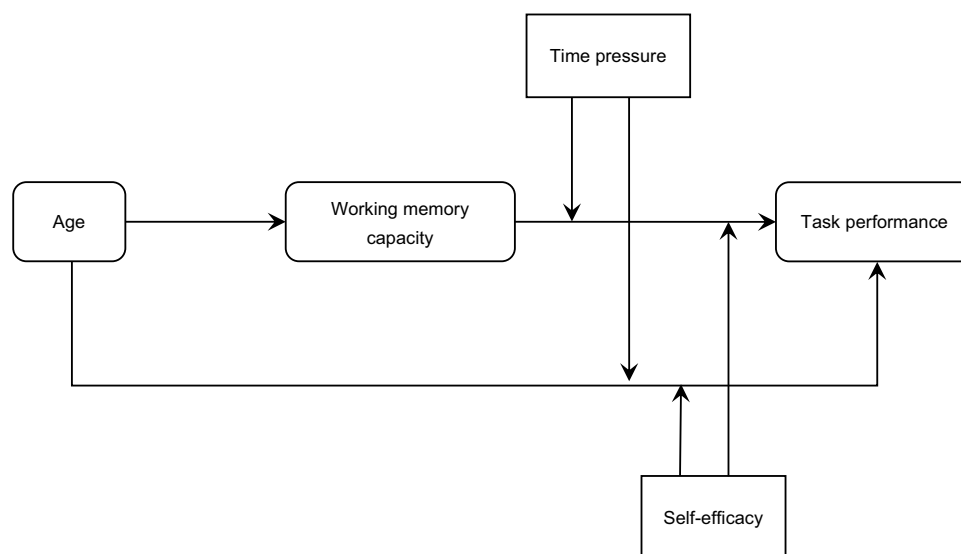 Time pressure
Age
Working memory
capacity
Task performance
Self-efficacy